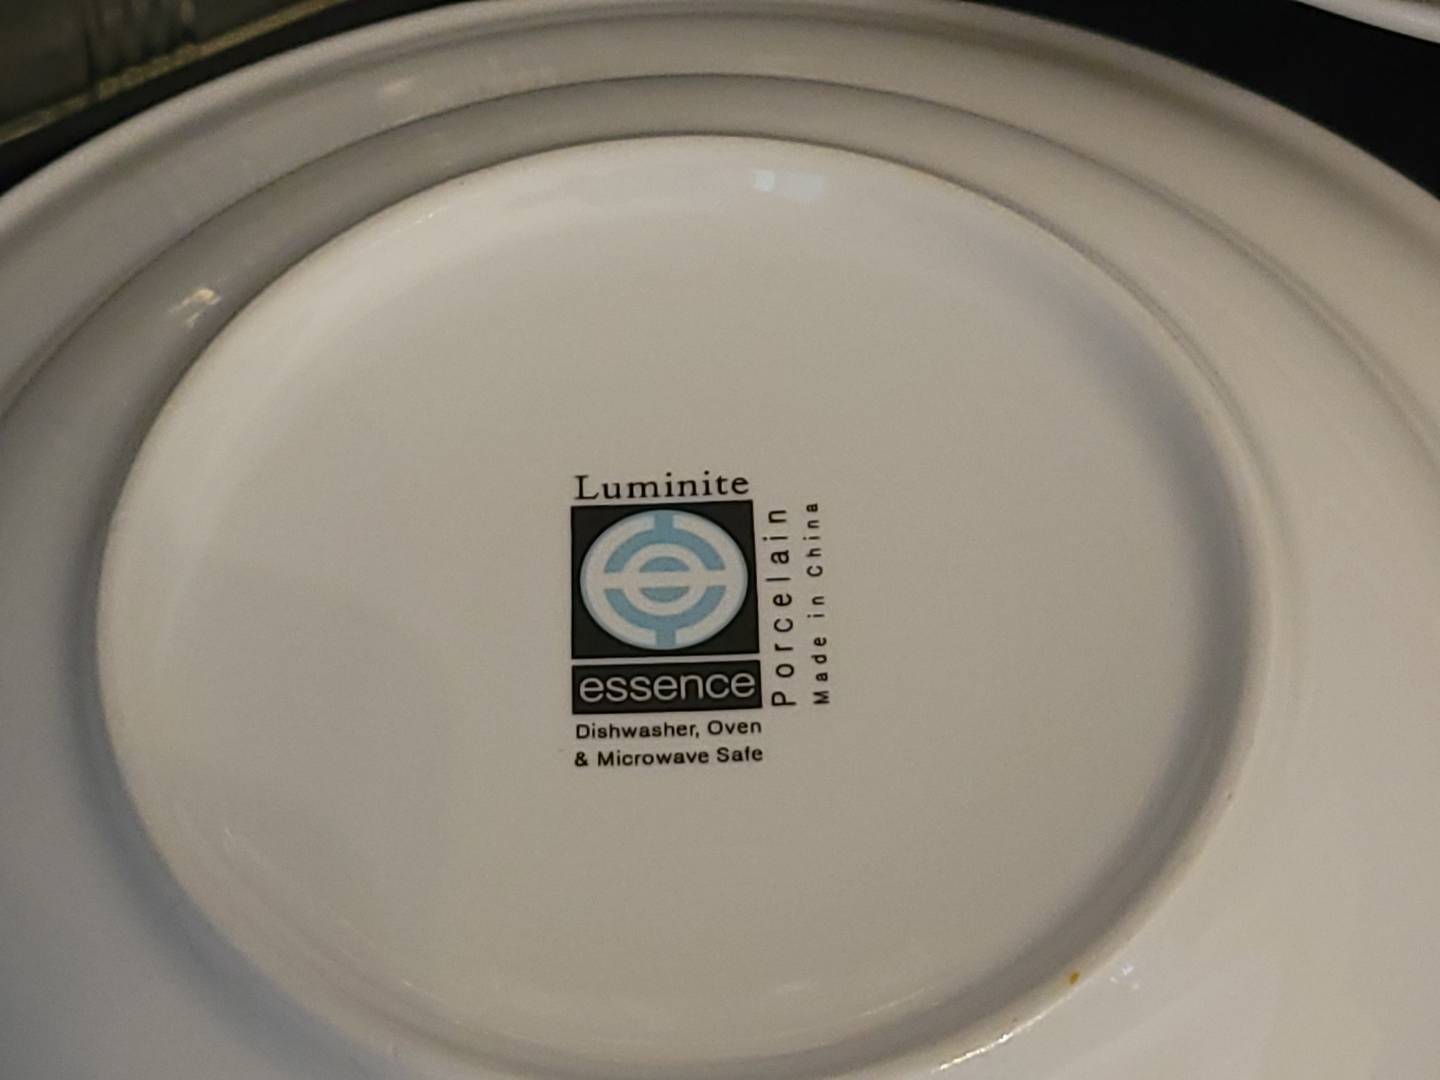 Luminite
essence
Dishwasher, Oven
& Microwave Safe
Porcelain
Made in China